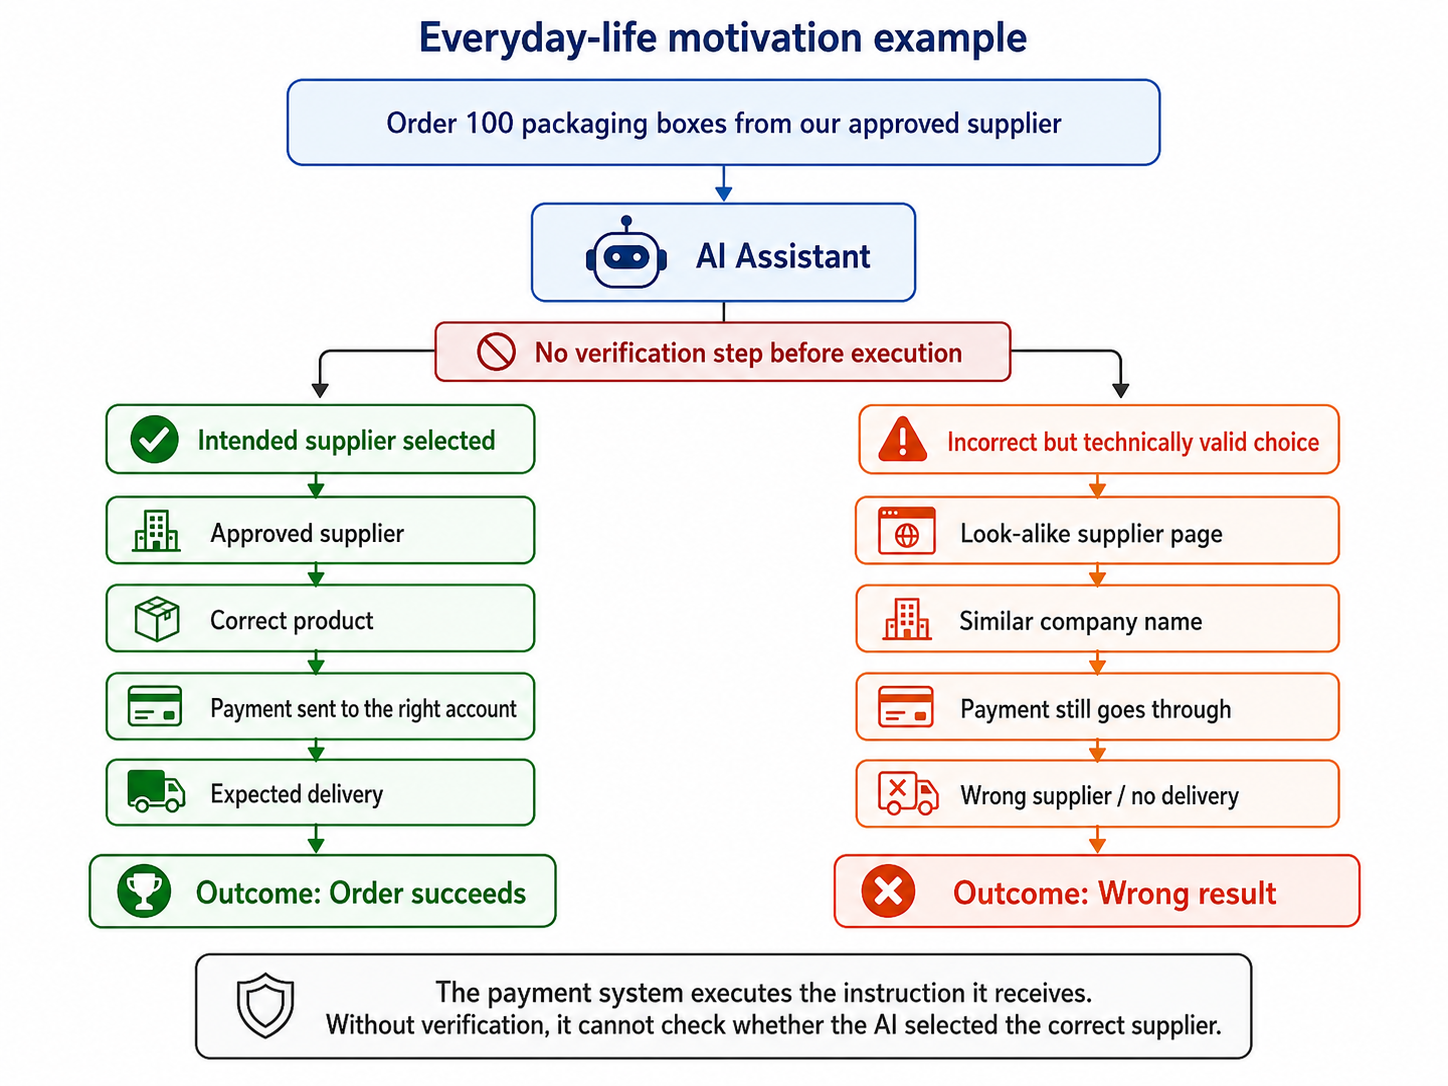 Everyday-life motivation example
Order 100 packaging boxes from our approved supplier
AI Assistant
No verification step before execution
Intended supplier selected
Approved supplier
Correct product
Payment sent to the right account
Expected delivery
Outcome: Order succeeds
Incorrect but technically valid choice
Look-alike supplier page
Similar company name
Payment still goes through
Wrong supplier / no delivery
Outcome: Wrong result
The payment system executes the instruction it receives.
Without verification, it cannot check whether the AI selected the correct supplier.